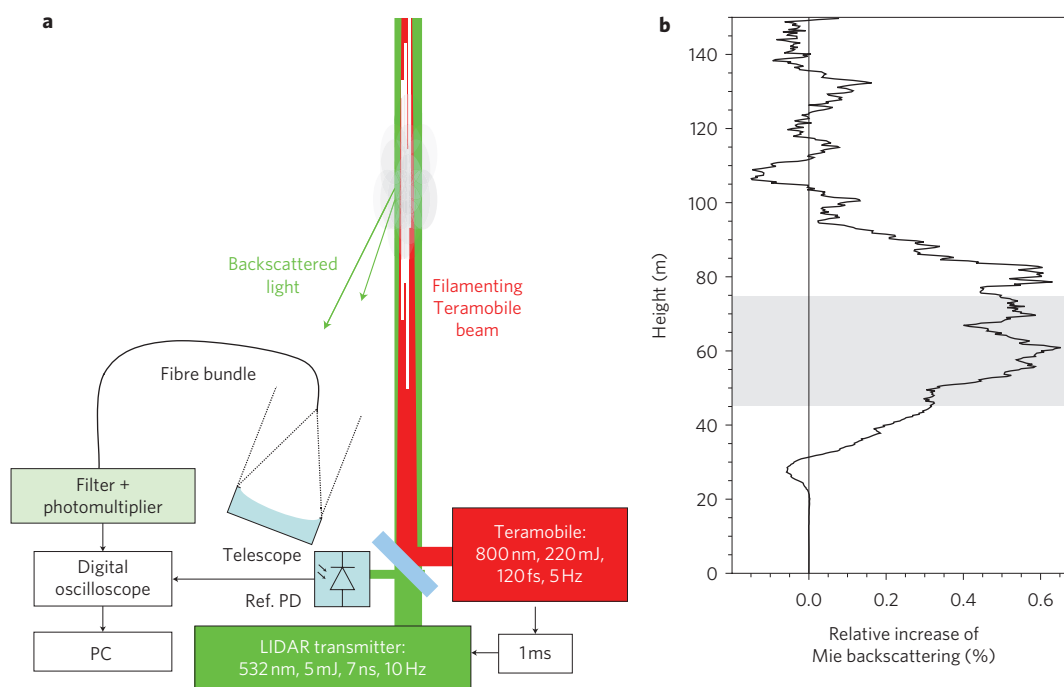 a
Backscattered
light
Filamenting
Teramobile
beam
Fibre bundle
Filter +
photomultiplier
Telescope
Digital
oscilloscope
Ref. PD
PC
Teramobile:
800 nm, 220 mJ,
120 fs, 5 Hz
LIDAR transmitter:
532 nm, 5 mJ, 7 ns, 10 Hz
1 ms
b
Height (m)
140
120
100
80
60
40
20
0
0.0 0.2 0.4 0.6
Relative increase of
Mie backscattering (%)